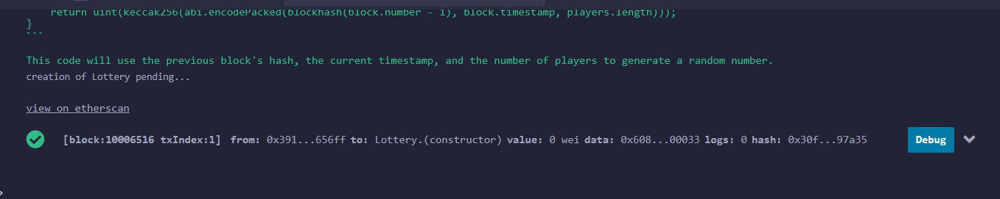 return uint(keccak256(abi.encodePacked(blockhash(block.number - 1), block.timestamp, players.length)));
}
```
This code will use the previous block's hash, the current timestamp, and the number of players to generate a random number.
creation of Lottery pending...
view on etherscan
[block:10006516 txIndex:1] from: 0x391...656ff to: Lottery.(constructor) value: 0 wei data: 0x608...00033 logs: 0 hash: 0x30f...97a35
Debug
>